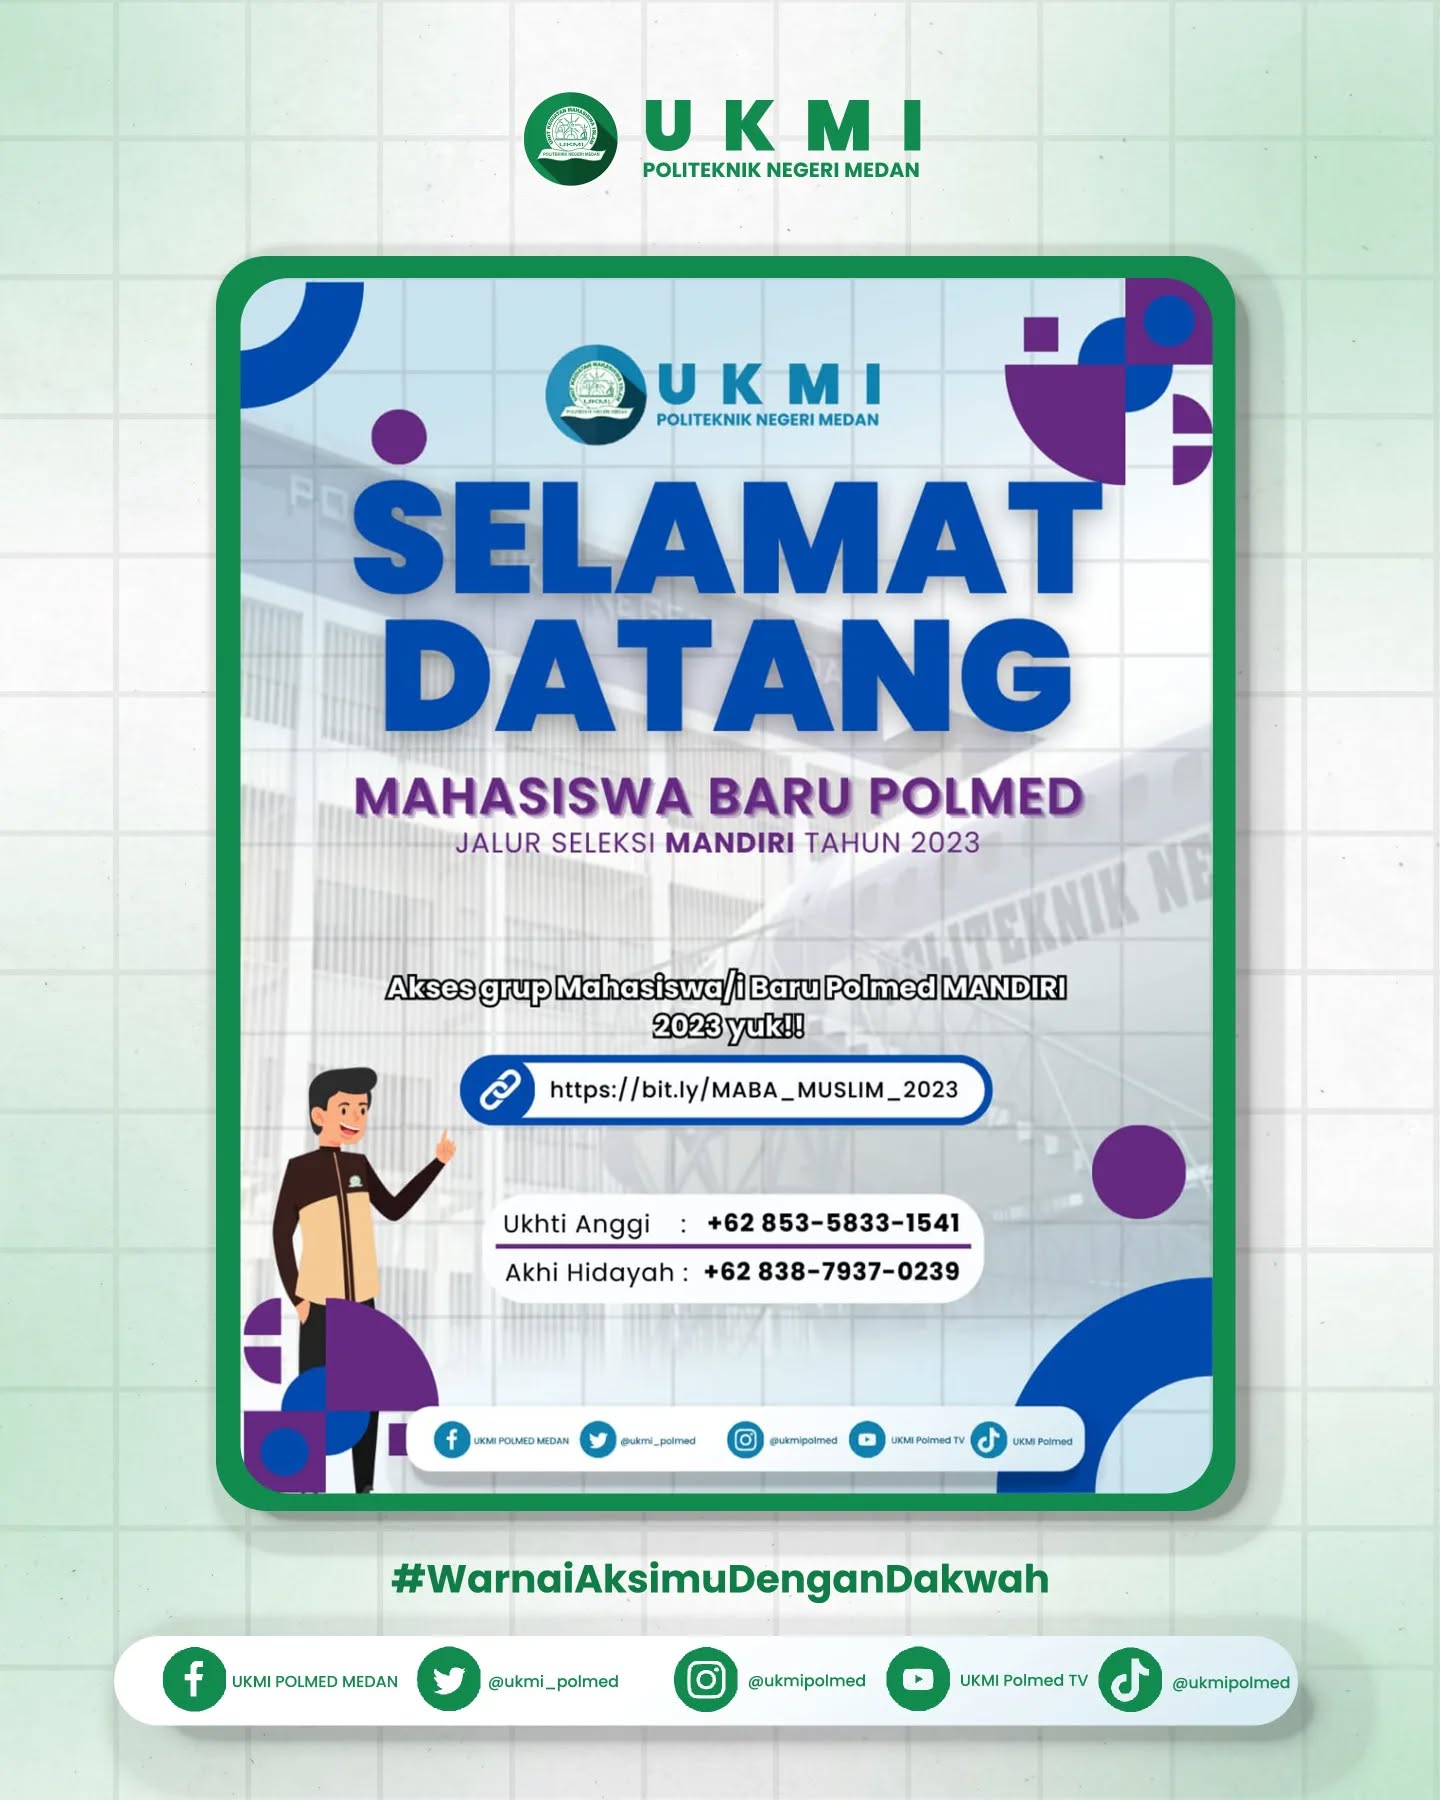 UKMI
POLITEKNIK NEGERI MEDAN
UKMI
POLITEKNIK NEGERI MEDAN
SELAMAT
DATANG
MAHASISWA BARU POLMED
JALUR SELEKSI MANDIRI TAHUN 2023
POLITEKNIK NE
Akses grup Mahasiswa/i Baru Polmed MANDIRI
2023 yuk!!
https://bit.ly/MABA_MUSLIM_2023
Ukhti Anggi : +62 853-5833-1541
Akhi Hidayah : +62 838-7937-0239
UKMI POLMED MEDAN @ukmi_polmed @ukmipolmed UKMI Polmed TV UKMI Polmed
#WarnaiAksimuDenganDakwah
UKMI POLMED MEDAN @ukmi_polmed @ukmipolmed UKMI Polmed TV @ukmipolmed